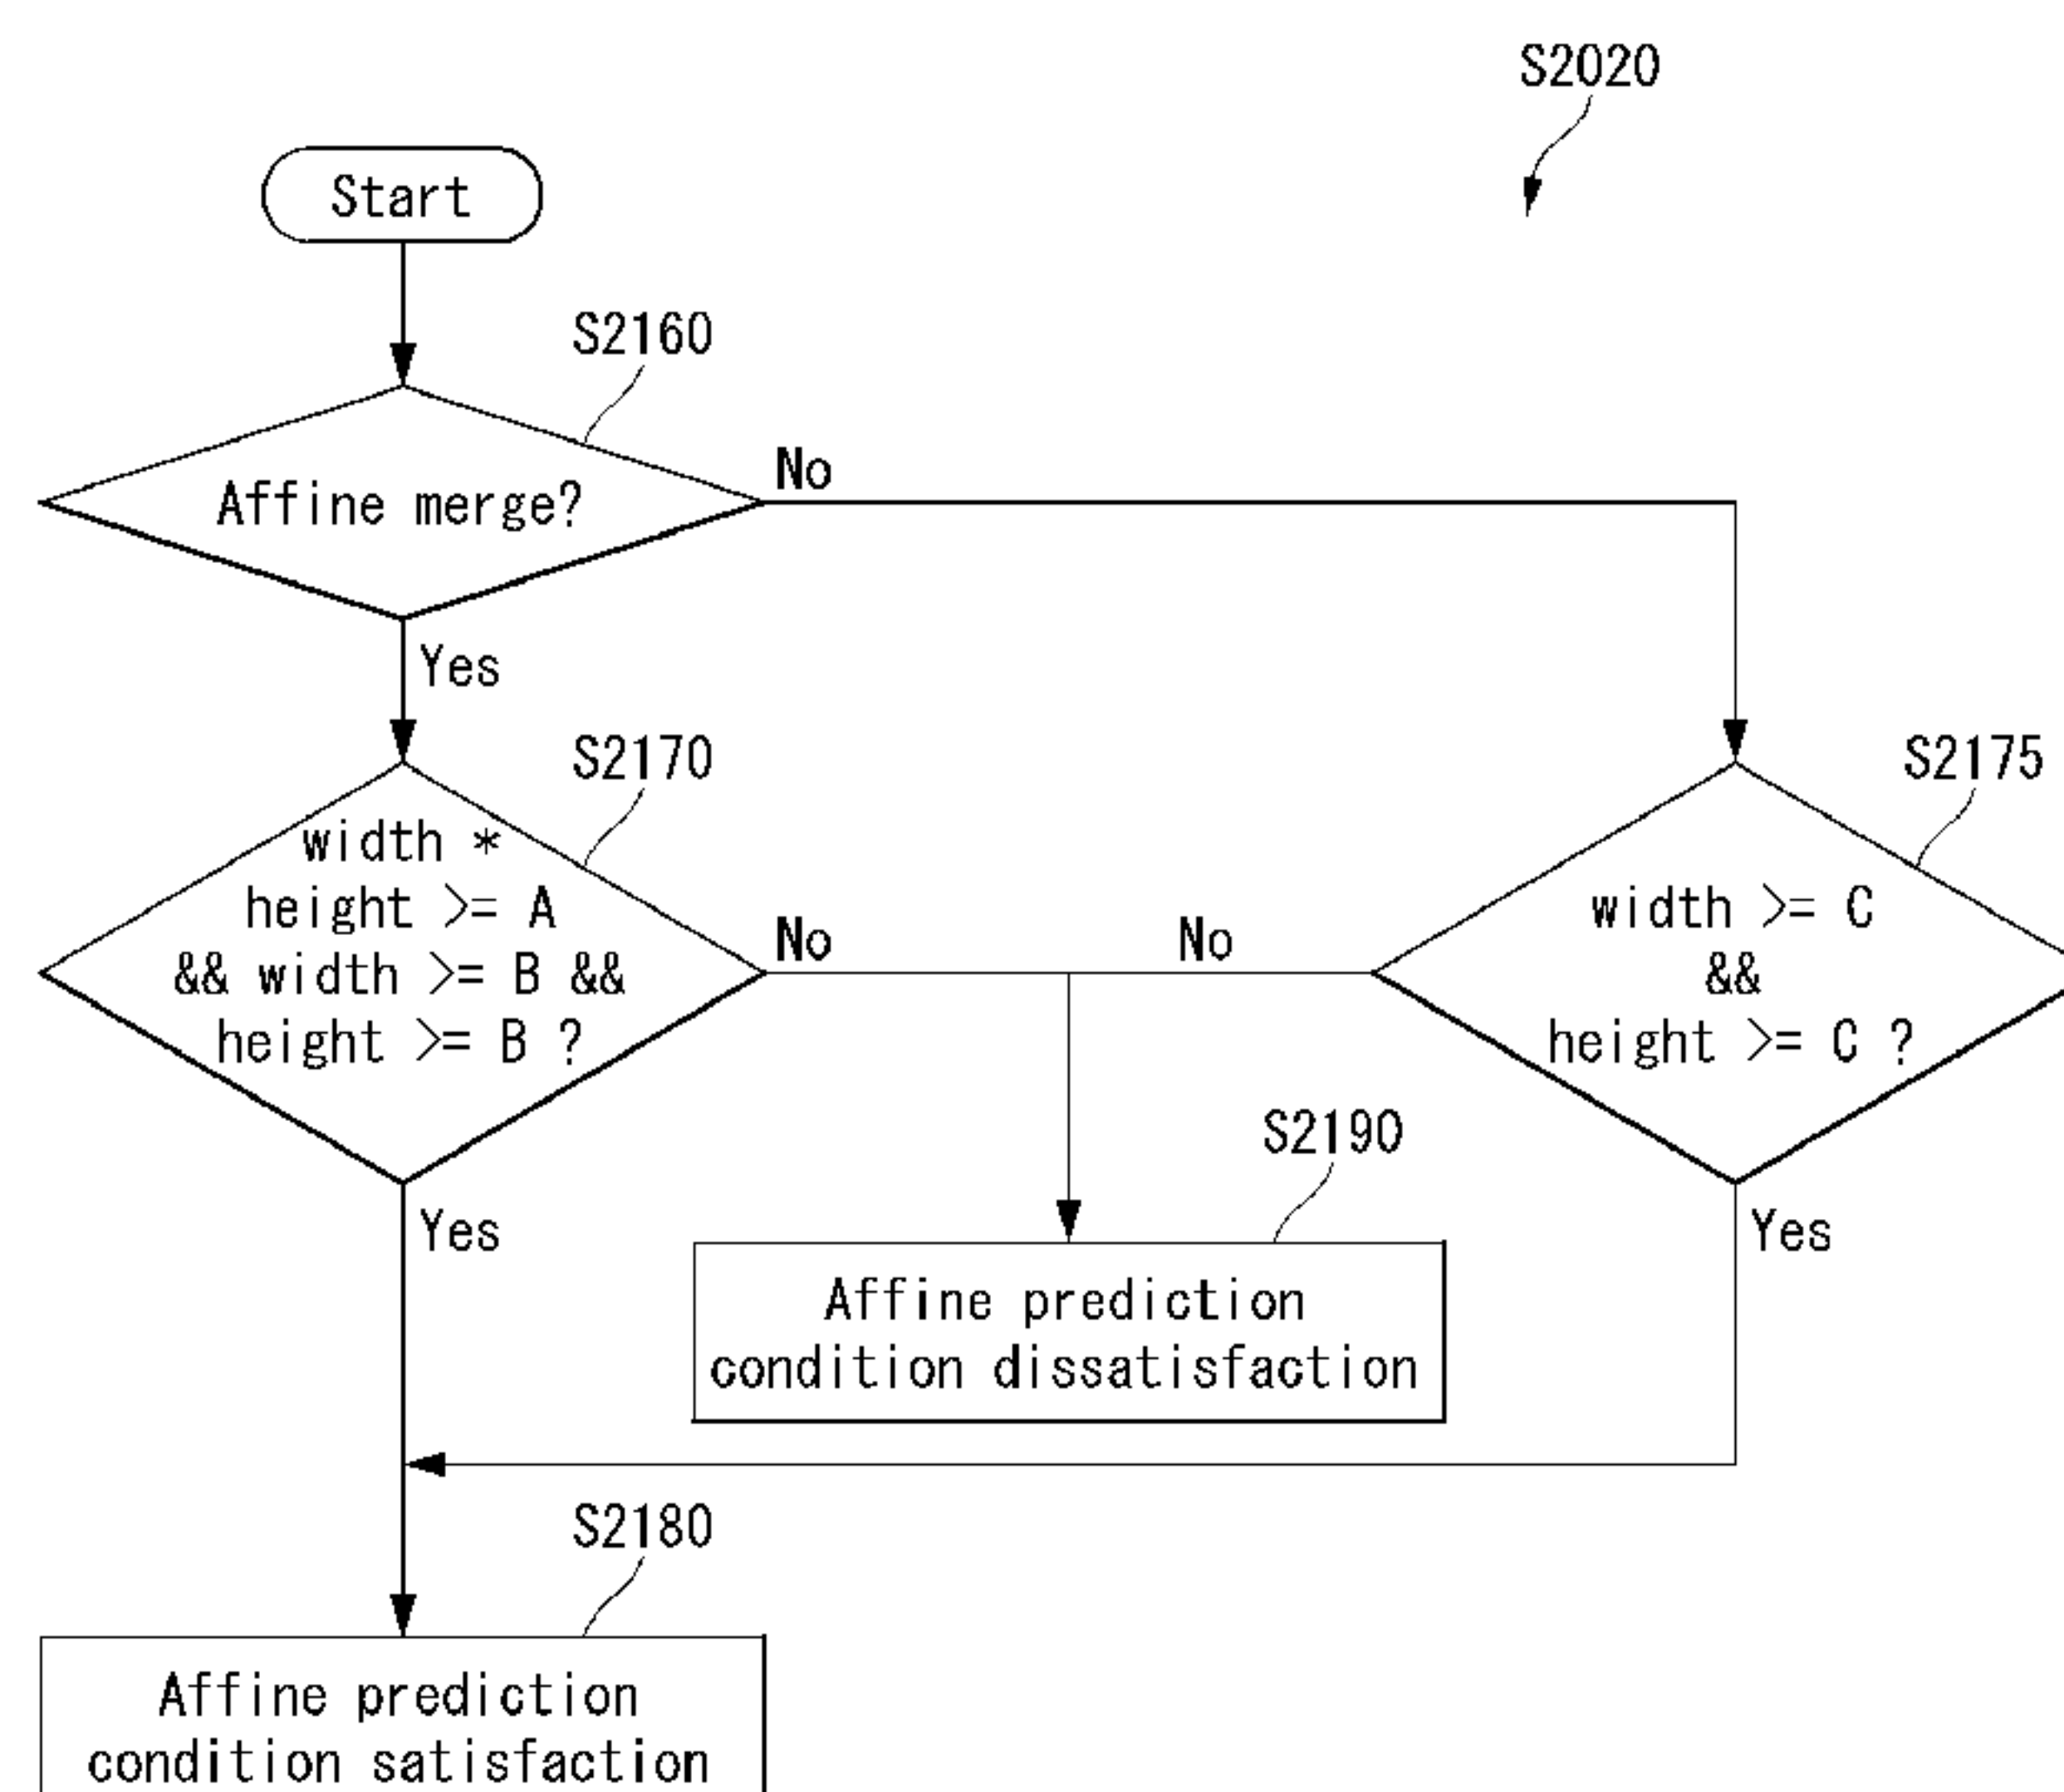 S2020
Start
S2160
Affine merge?
No
Yes
S2170
width *
height >= A
&& width >= B &&
height >= B ?
No
No
S2175
width >= C
&&
height >= C ?
Yes
Yes
S2190
Affine prediction
condition dissatisfaction
S2180
Affine prediction
condition satisfaction